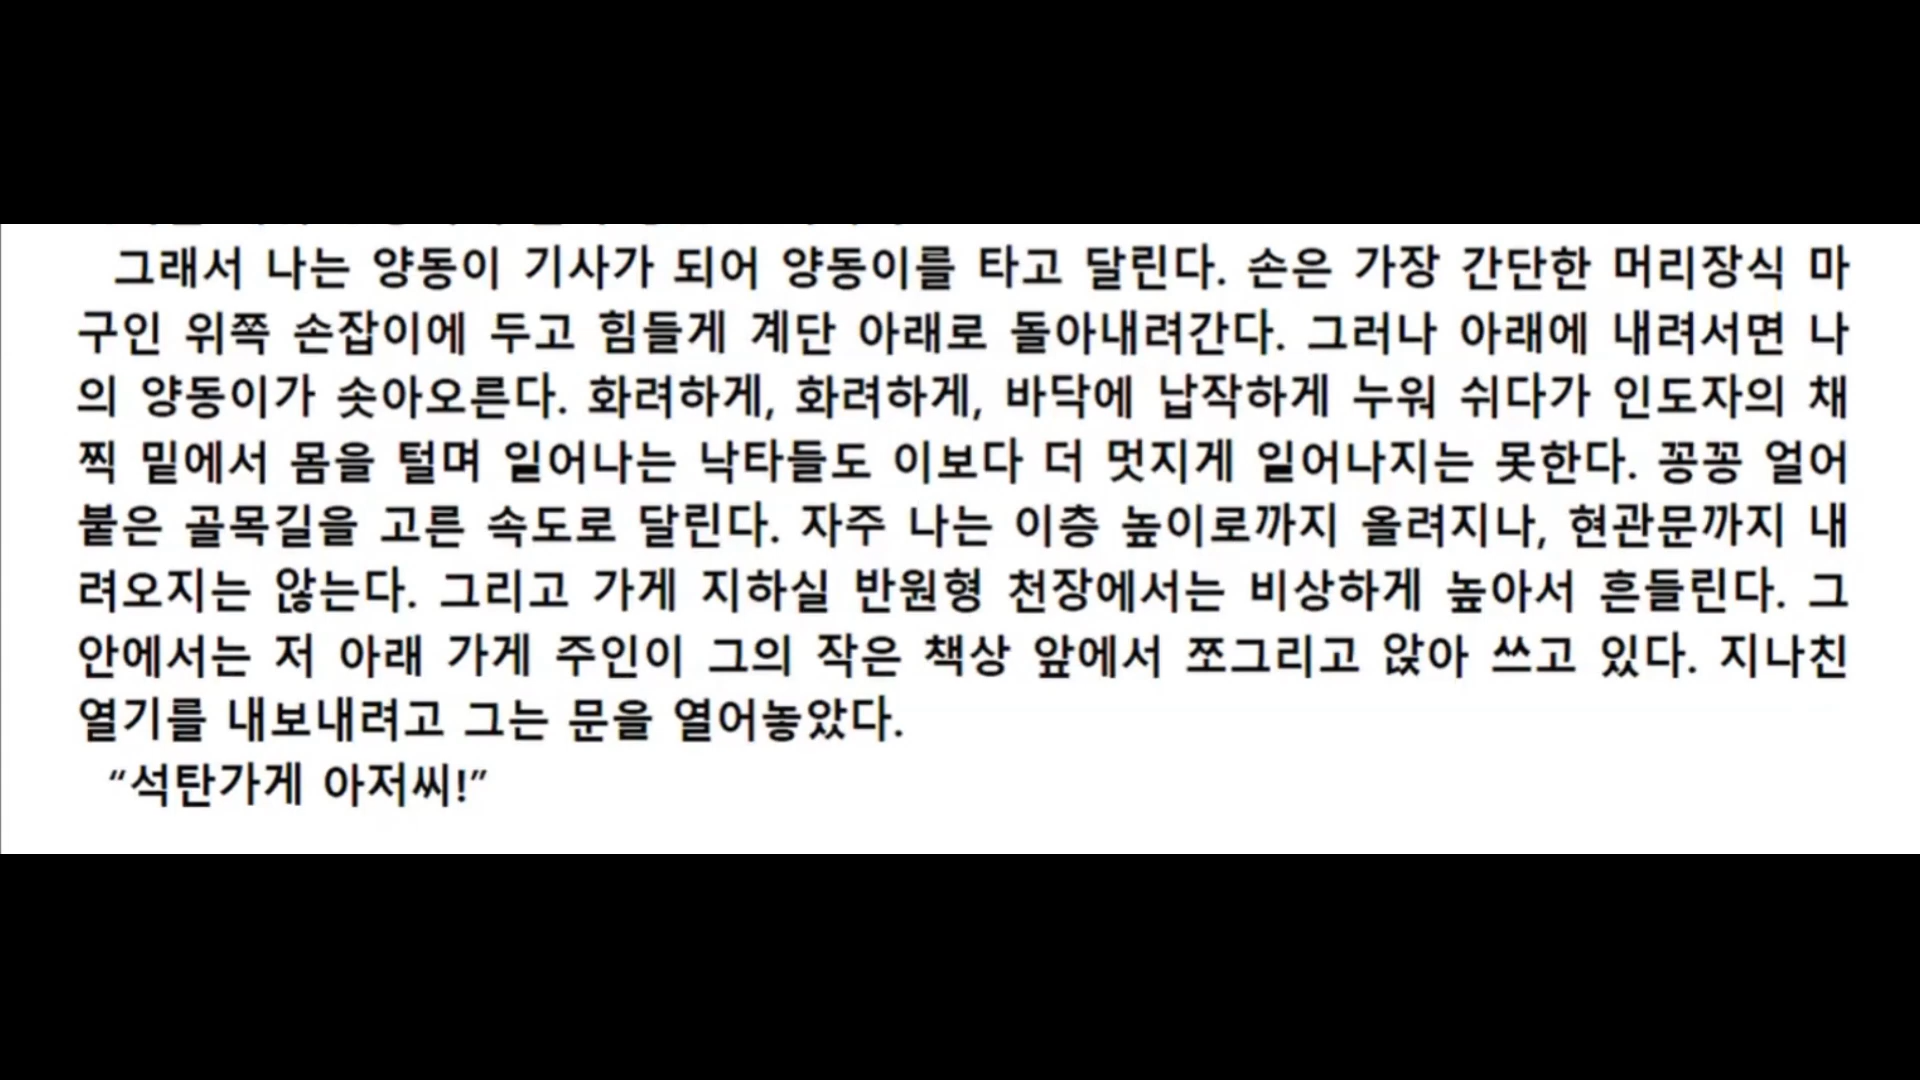 그래서 나는 양동이 기사가 되어 양동이를 타고 달린다. 손은 가장 간단한 머리장식 마
구인 위쪽 손잡이에 두고 힘들게 계단 아래로 돌아내려간다. 그러나 아래에 내려서면 나
의 양동이가 솟아오른다. 화려하게, 화려하게, 바닥에 납작하게 누워 쉬다가 인도자의 채
찍 밑에서 몸을 털며 일어나는 낙타들도 이보다 더 멋지게 일어나지는 못한다. 꽁꽁 얼어
붙은 골목길을 고른 속도로 달린다. 자주 나는 이층 높이로까지 올려지나, 현관문까지 내
려오지는 않는다. 그리고 가게 지하실 반원형 천장에서는 비상하게 높아서 흔들린다. 그
안에서는 저 아래 가게 주인이 그의 작은 책상 앞에서 쪼그리고 앉아 쓰고 있다. 지나친
열기를 내보내려고 그는 문을 열어놓았다.
“석탄가게 아저씨!”